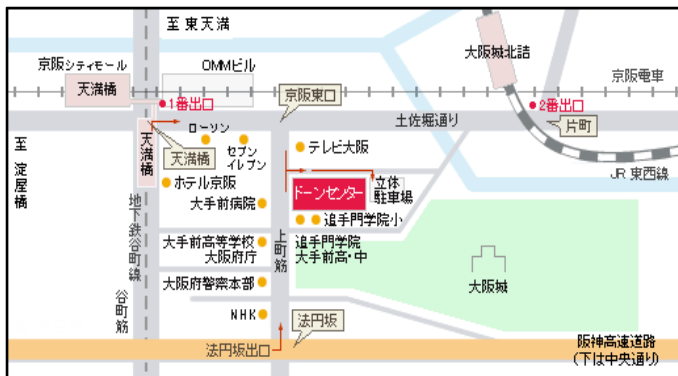 至 東天満
京阪シティモール
OMMビル
大阪城北詰
京阪電車
天満橋
1番出口
京阪東口
2番出口
土佐堀通り
片町
ローソン
セブン
イレブン
テレビ大阪
至 淀屋橋
天満橋
天満橋
JR 東西線
ホテル京阪
ドーンセンター
立体
駐車場
大手前病院
追手門学院小
地下鉄谷町線
上町筋
大手前高等学校
大阪府庁
追手門学院
大手前高・中
大阪府警察本部
大阪城
谷町筋
NHK
法円坂
法円坂出口
阪神高速道路
(下は中央通り)